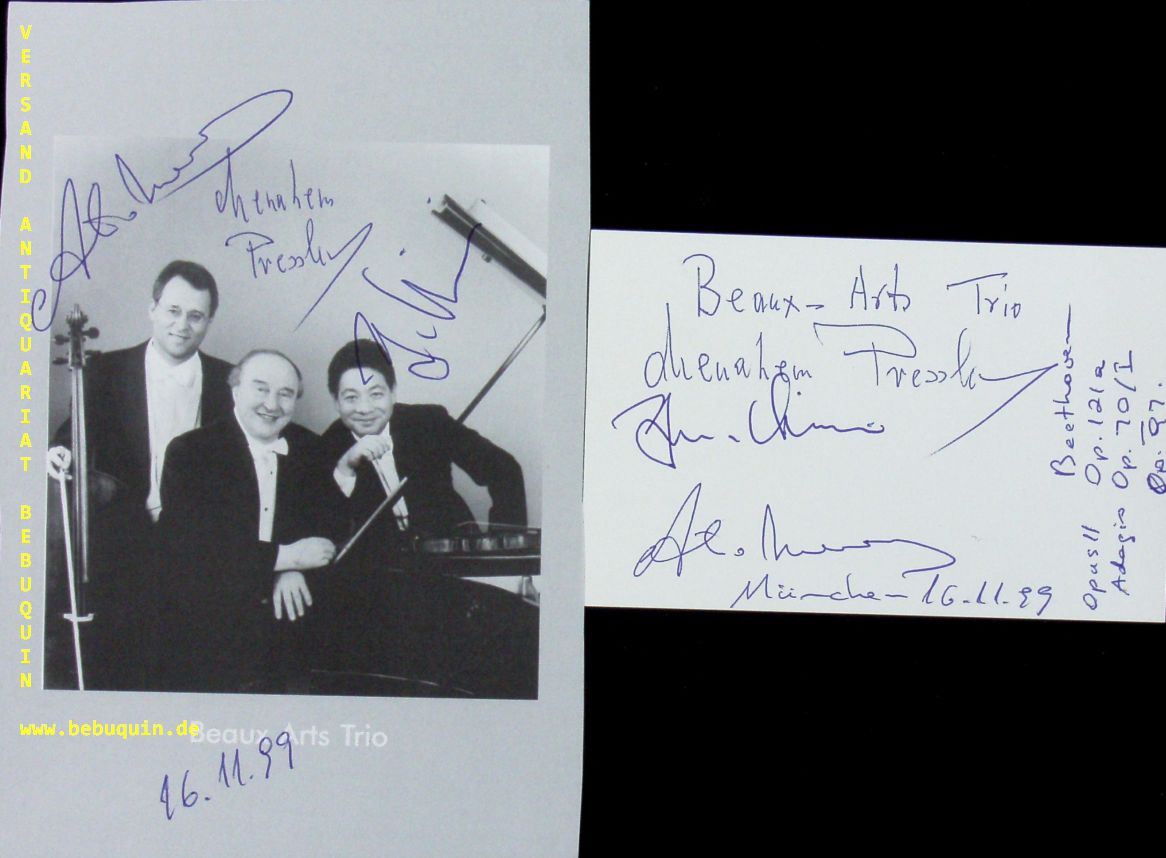 VERSAND ANTIQUARIAT BEBUQUIN
Menahem
Pressler
www.bebuquin.de
Beaux Arts Trio
16.11.99
Beaux-Arts Trio
Menahem Pressler
München 16.11.99
Beethoven
Opus 11 Op. 121a
Adagio Op. 70/I
Op. 97.